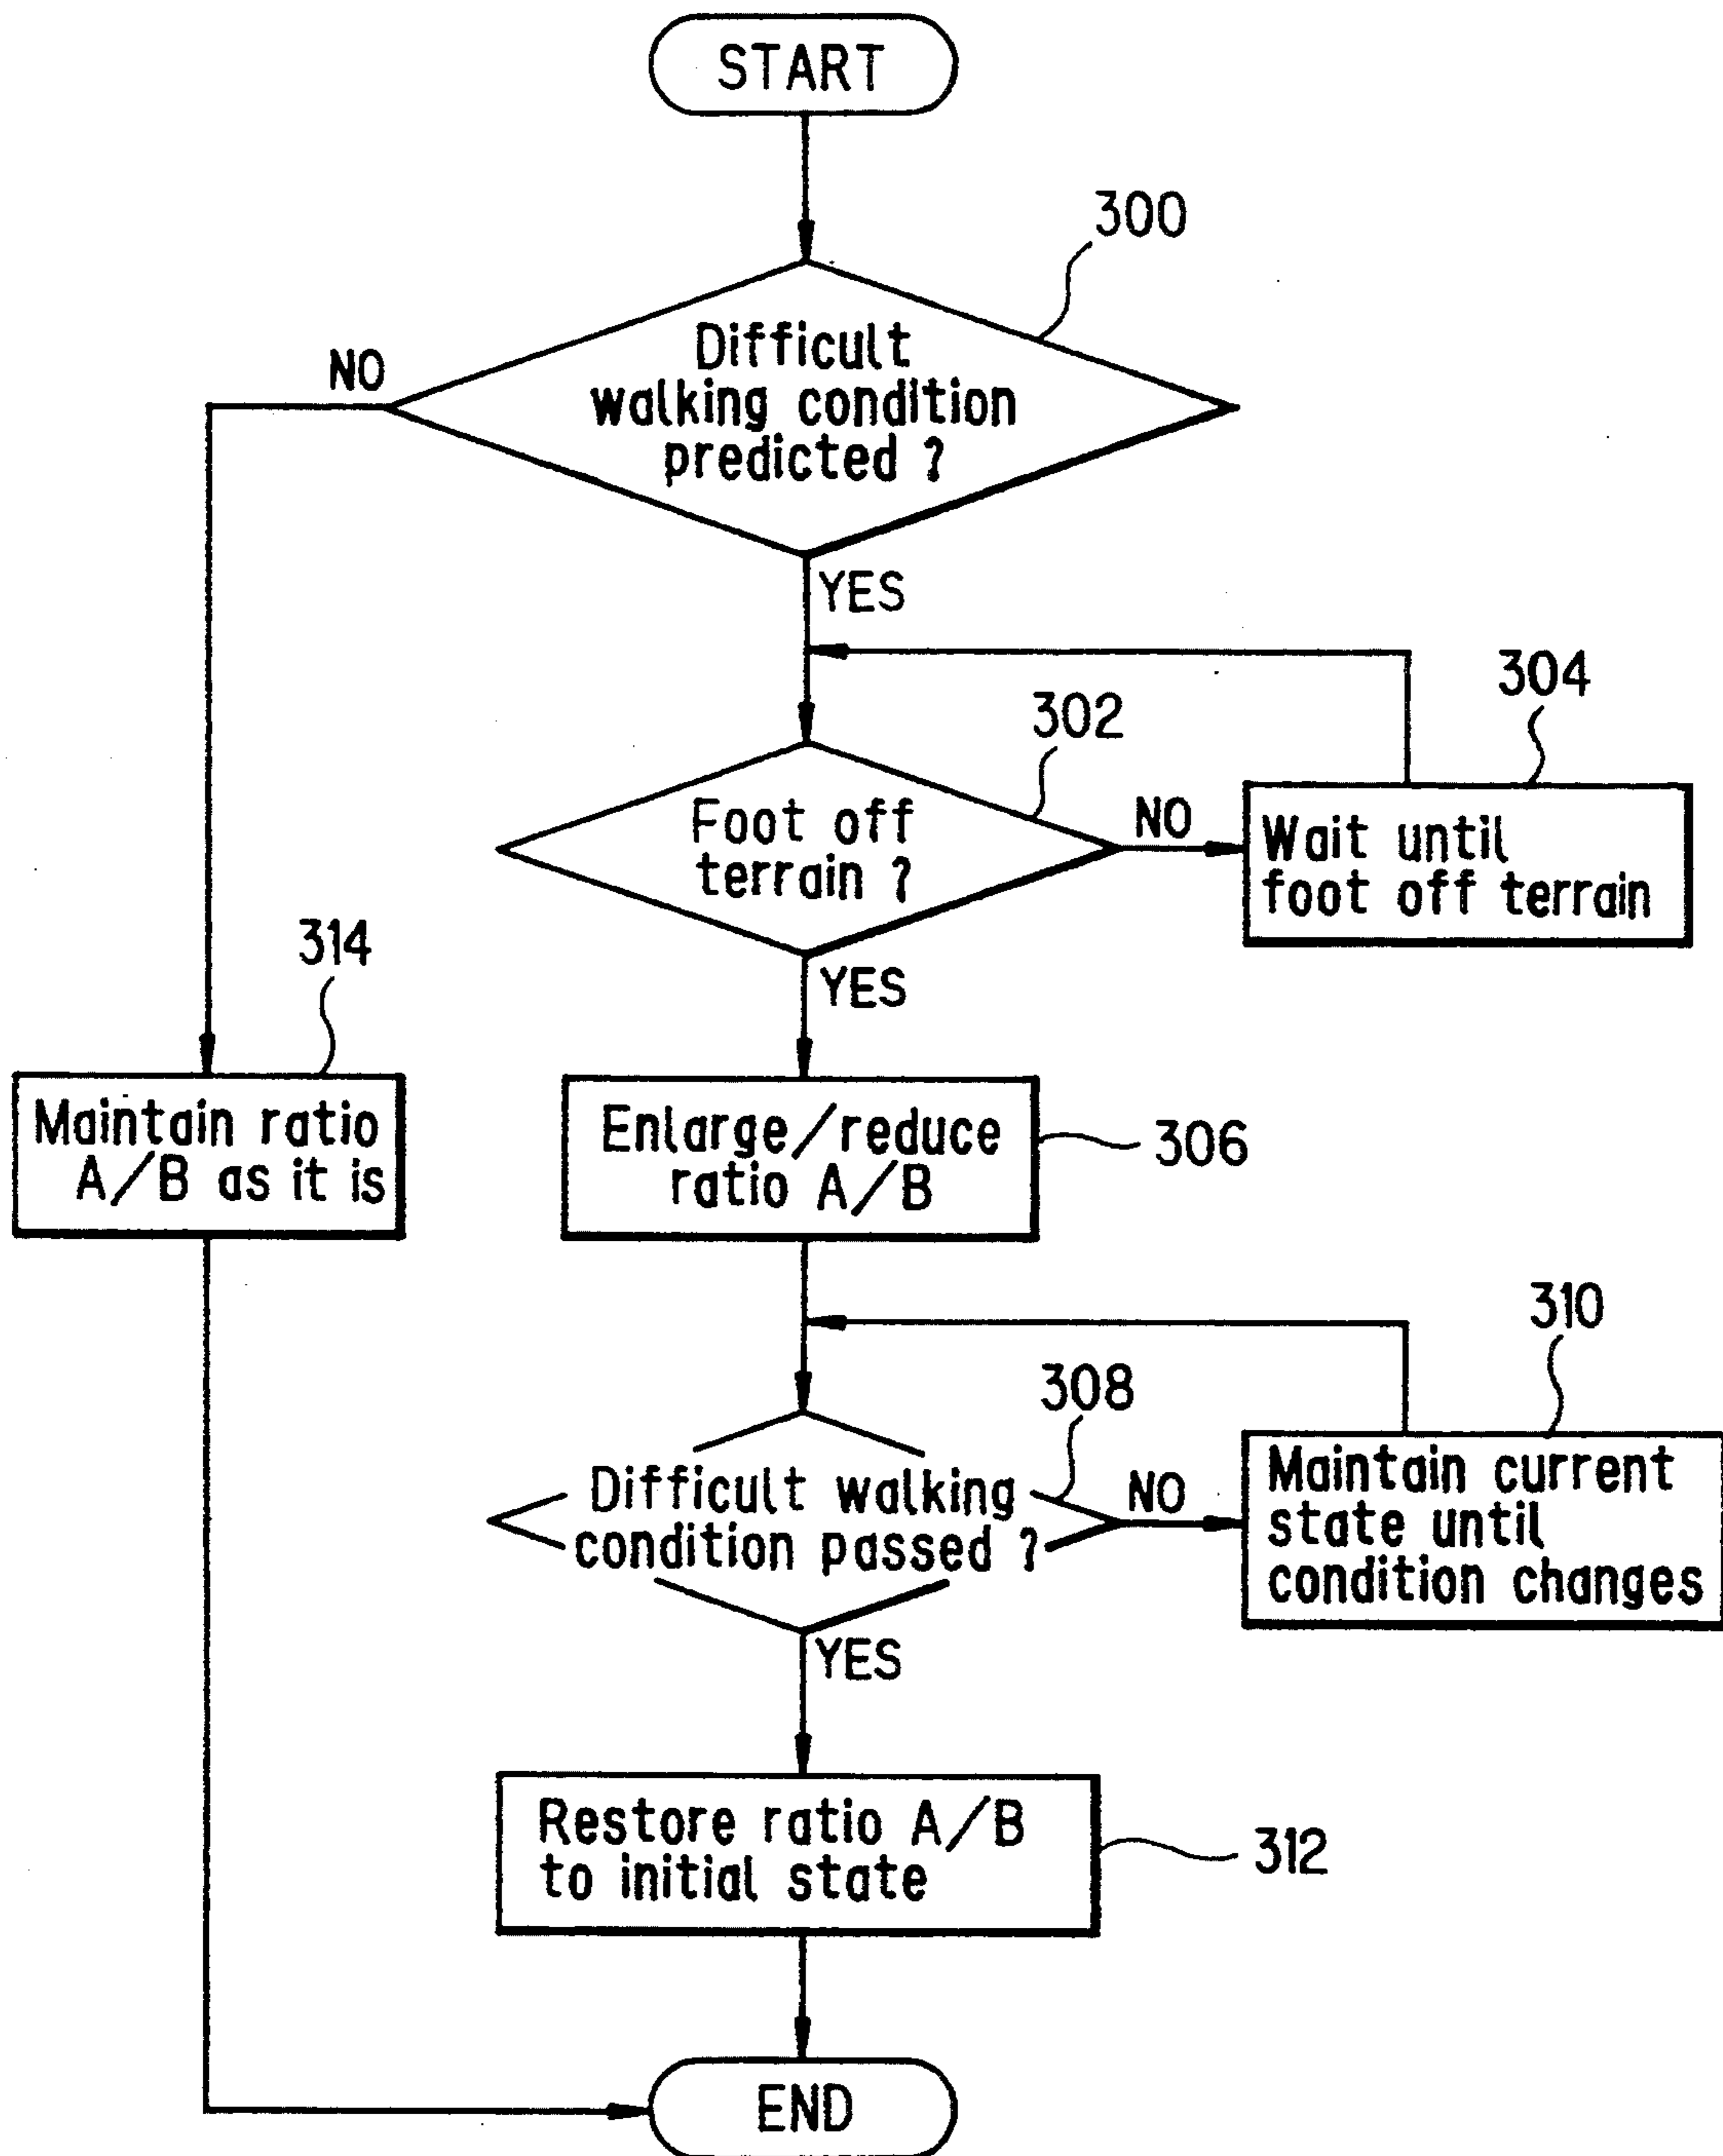 START
300
Difficult
walking condition
predicted ?
NO
YES
304
302
Foot off
terrain ?
NO
Wait until
foot off terrain
YES
314
Maintain ratio
A/B as it is
Enlarge/reduce
ratio A/B
306
310
308
Difficult walking
condition passed ?
NO
Maintain current
state until
condition changes
YES
Restore ratio A/B
to initial state
312
END